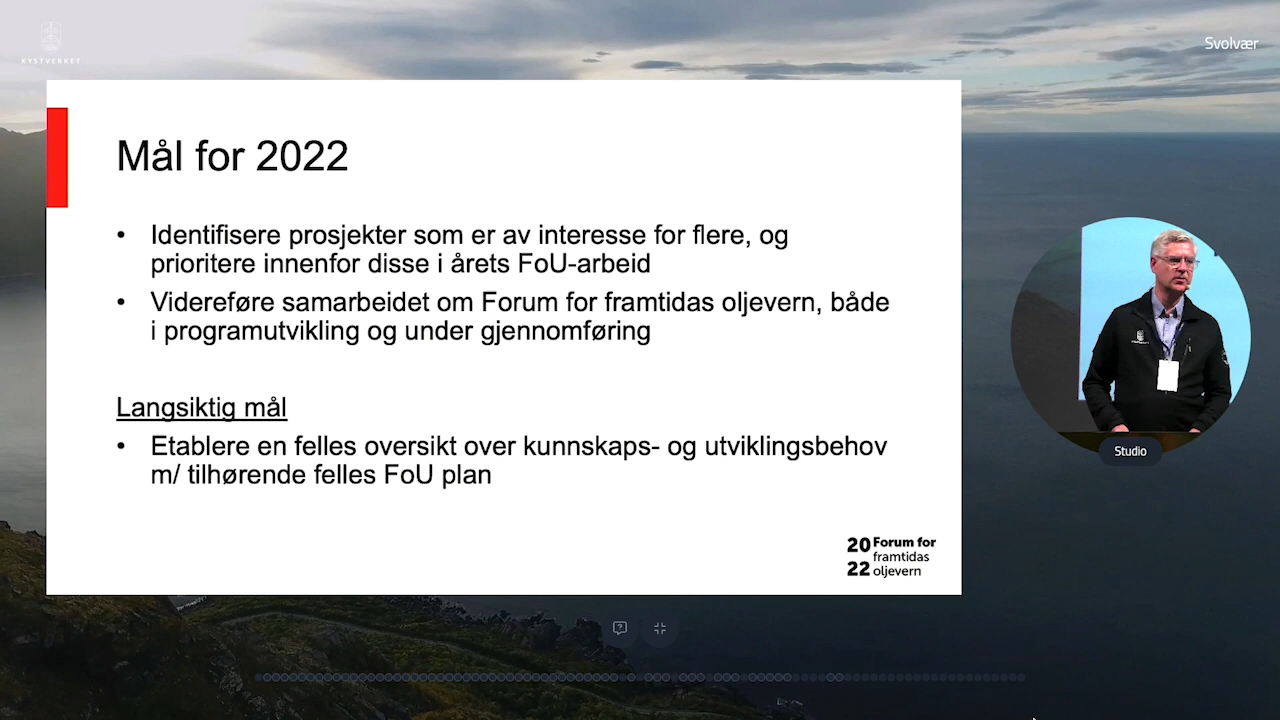 KYSTVERKET
Svolvær
Mål for 2022
• Identifisere prosjekter som er av interesse for flere, og
prioritere innenfor disse i årets FoU-arbeid
• Videreføre samarbeidet om Forum for framtidas oljevern, både
i programutvikling og under gjennomføring
Langsiktig mål
• Etablere en felles oversikt over kunnskaps- og utviklingsbehov
m/ tilhørende felles FoU plan
20 Forum for
framtidas
22 oljevern
Studio